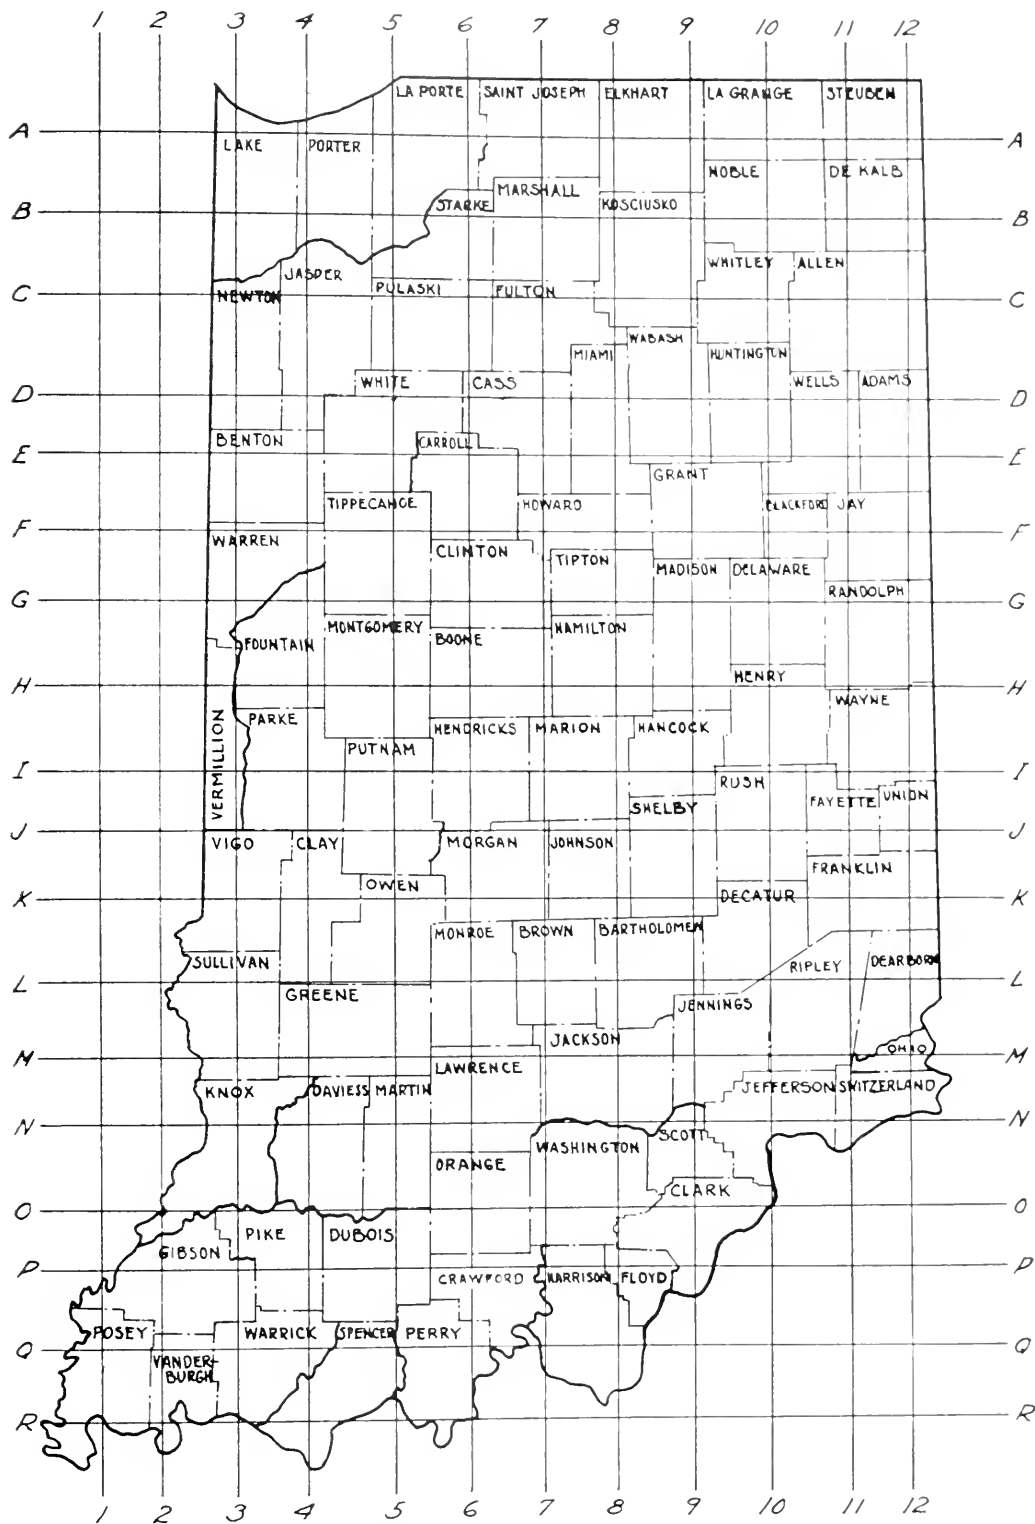 1 2 3 4 5 6 7 8 9 10 11 12
LA PORTE SAINT JOSEPH ELKHART LA GRANGE STEUBEN
A A
LAKE PORTER
NOBLE DE KALB
MARSHALL
STARKE KOSCIUSKO
B B
WHITLEY ALLEN
JASPER
NEWTON PULASKI FULTON
C C
WABASH
MIAMI HUNTINGTON
WHITE CASS WELLS ADAMS
D D
BENTON CARROLL
E E
GRANT
TIPPECANOE HOWARD BLACKFORD JAY
F F
WARREN
CLINTON TIPTON
MADISON DELAWARE
RANDOLPH
G G
MONTGOMERY BOONE HAMILTON
FOUNTAIN
HENRY
H H
WAYNE
PARKE HENDRICKS MARION HANCOCK
VERMILLION
PUTNAM
I I
RUSH
SHELBY FAYETTE UNION
J J
VIGO CLAY MORGAN JOHNSON
FRANKLIN
OWEN DECATUR
K K
MONROE BROWN BARTHOLOMEW
SULLIVAN RIPLEY DEARBORN
L L
GREENE JENNINGS
JACKSON
OHIO
M M
LAWRENCE
KNOX DAVIESS MARTIN JEFFERSON SWITZERLAND
N N
SCOTT
WASHINGTON
ORANGE
CLARK
O O
PIKE DUBOIS
GIBSON
P P
CRAWFORD HARRISON FLOYD
POSEY WARRICK SPENCER PERRY
Q Q
VANDER-
BURGH
R R
1 2 3 4 5 6 7 8 9 10 11 12